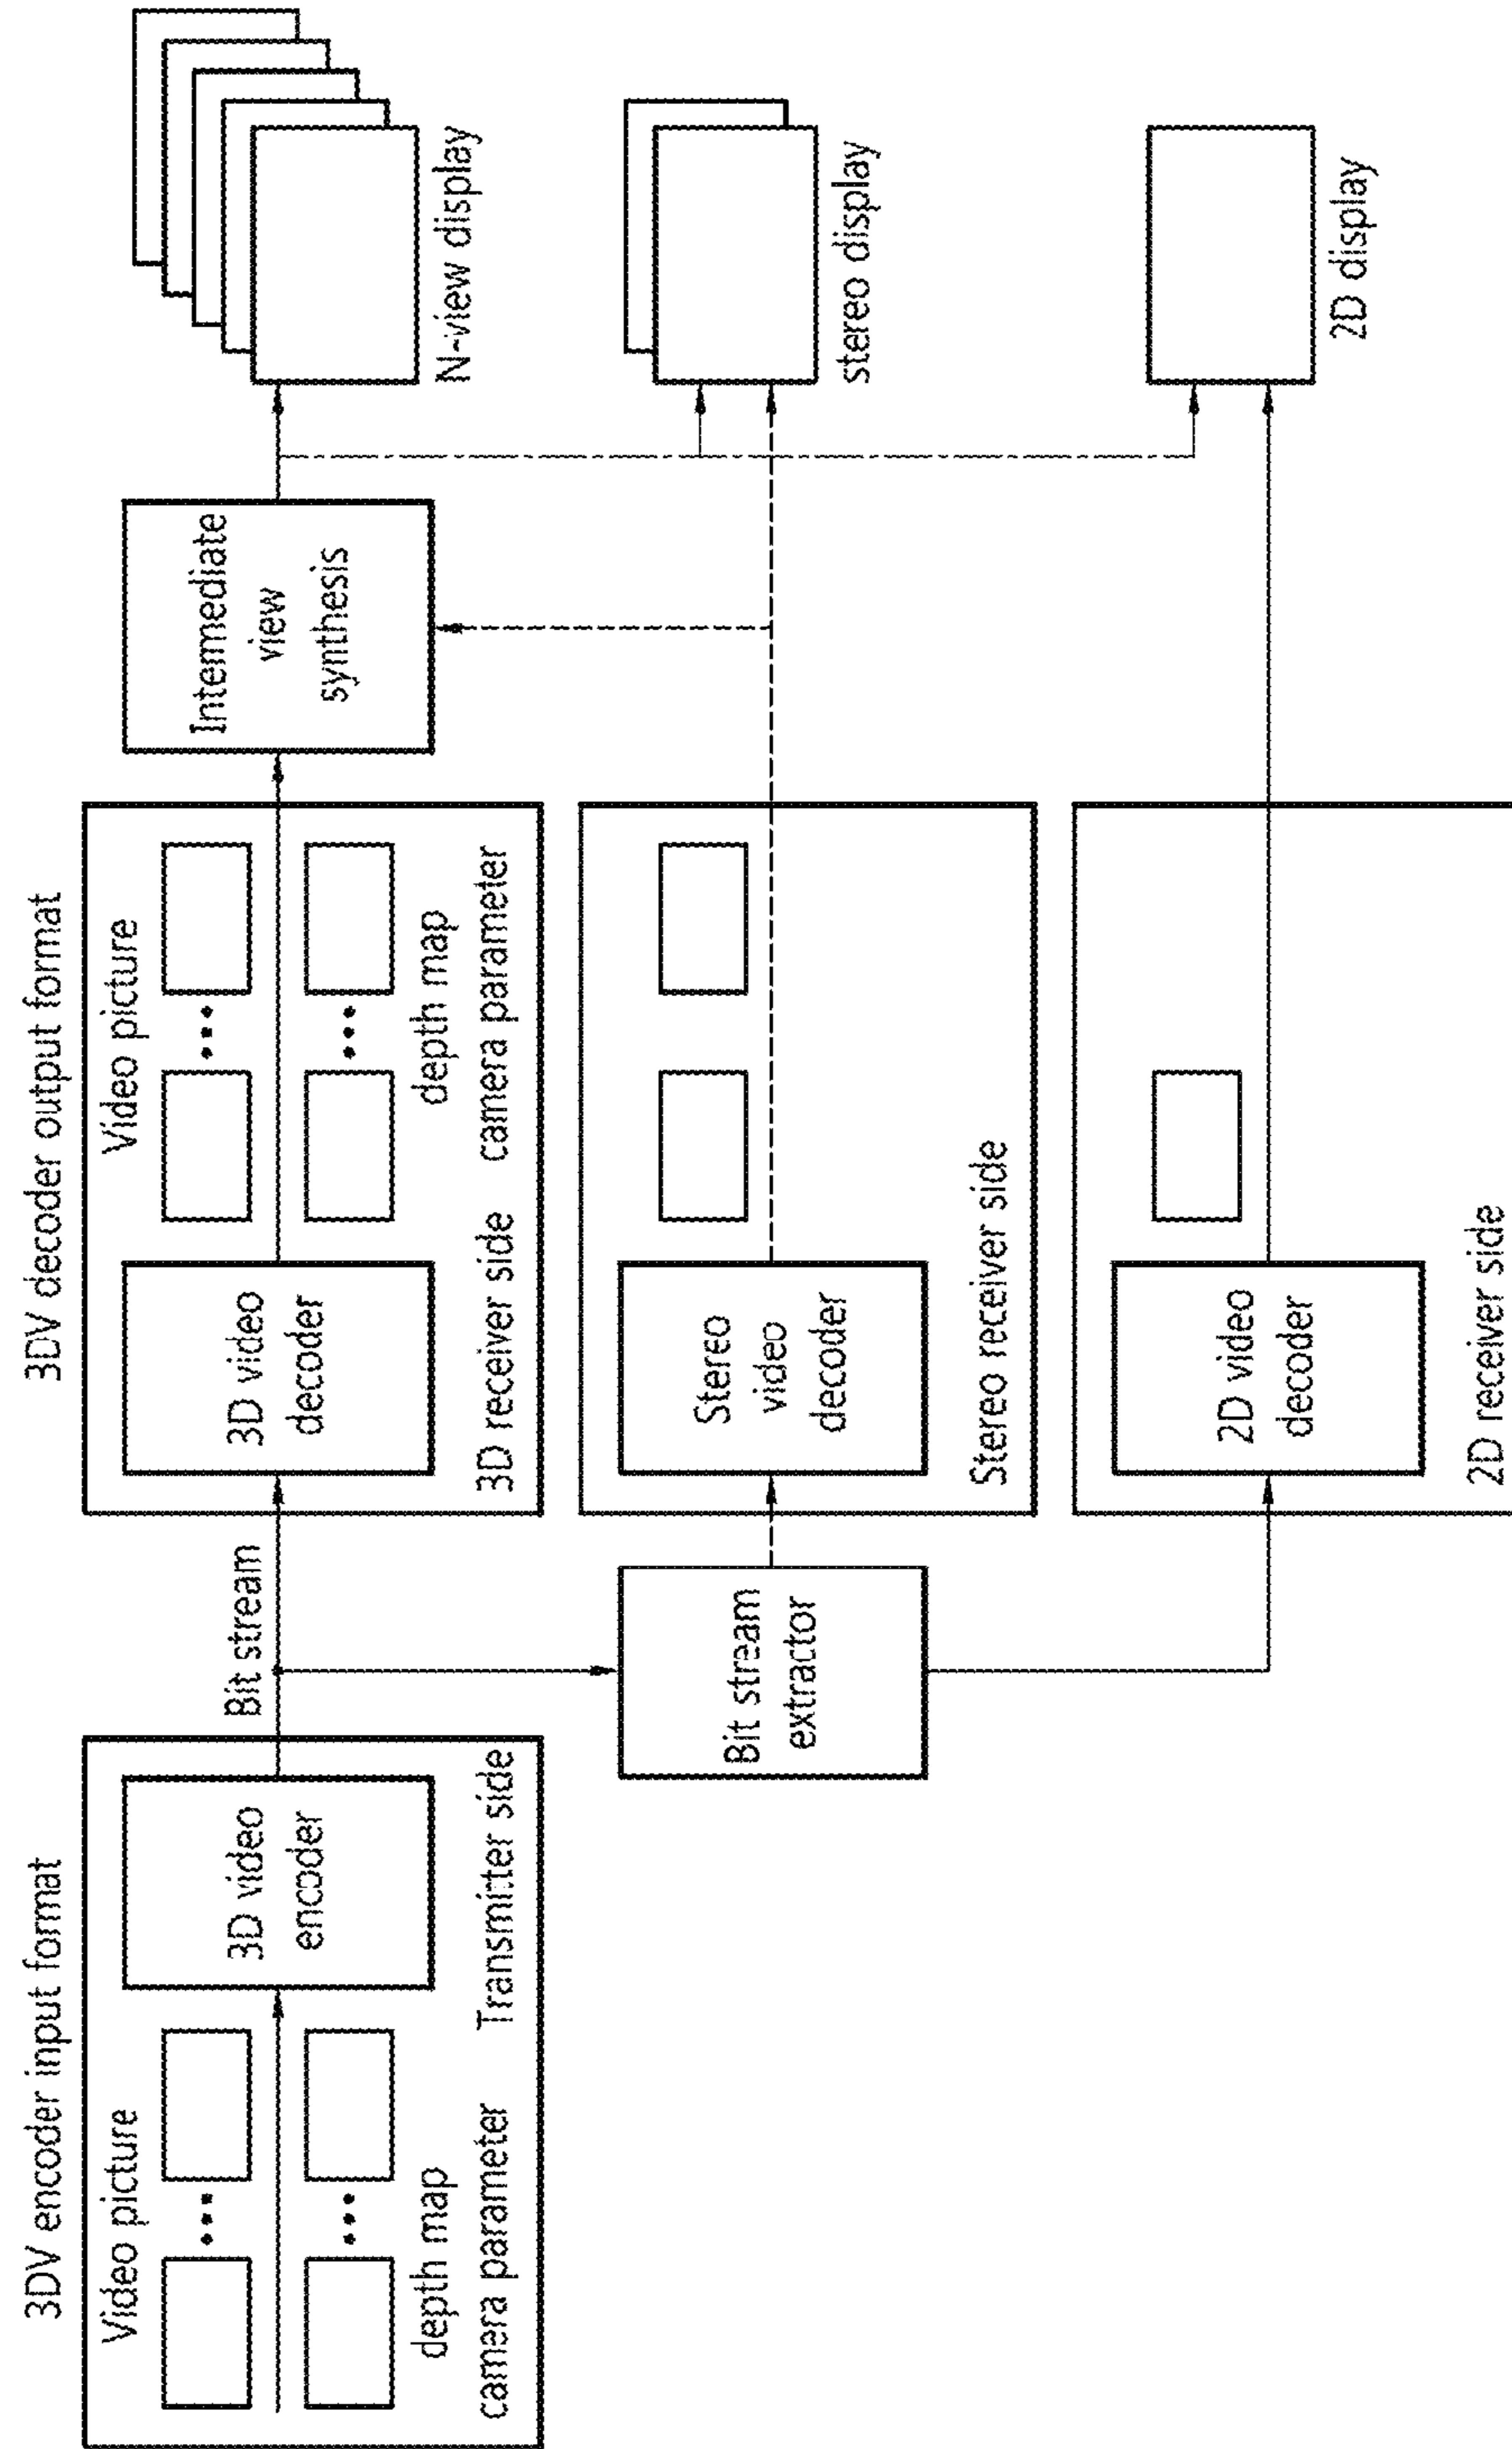 3DV encoder input format
Video picture
depth map
camera parameter
3D video
encoder
Transmitter side
Bit stream
Bit stream
extractor
3DV decoder output format
3D video
decoder
Video picture
depth map
3D receiver side
camera parameter
Stereo
video
decoder
Stereo receiver side
2D video
decoder
2D receiver side
Intermediate
view
synthesis
N-view display
stereo display
2D display